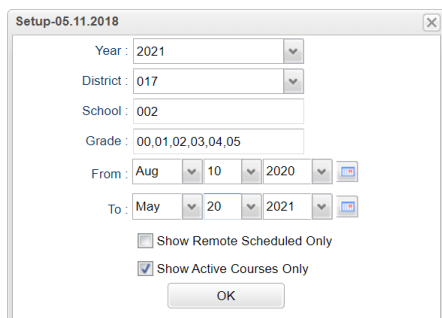 Setup-05.11.2018
Year : 2021
District : 017
School : 002
Grade : 00,01,02,03,04,05
From : Aug 10 2020
To : May 20 2021
Show Remote Scheduled Only
Show Active Courses Only
OK